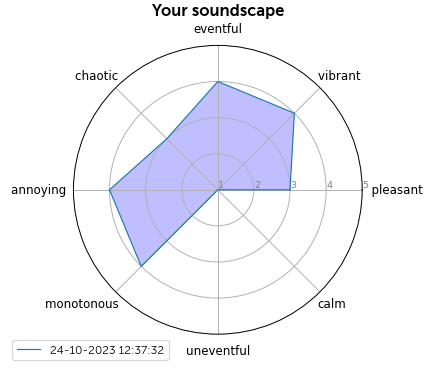 Your soundscape
eventful
chaotic
vibrant
annoying
1
2
3
4
5
pleasant
monotonous
calm
uneventful
24-10-2023 12:37:32